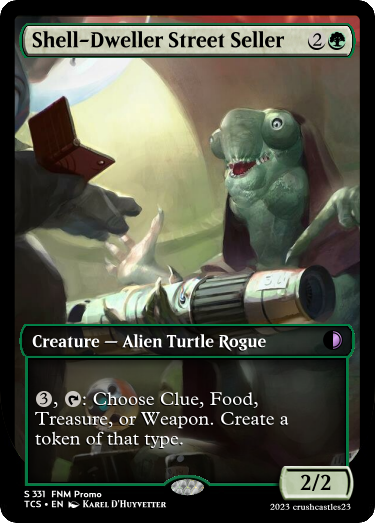 Shell-Dweller Street Seller 2
Creature — Alien Turtle Rogue
3, : Choose Clue, Food,
Treasure, or Weapon. Create a
token of that type.
2/2
S 331 FNM Promo
TCS • EN Karel D'Huyvetter
2023 crushcastles23